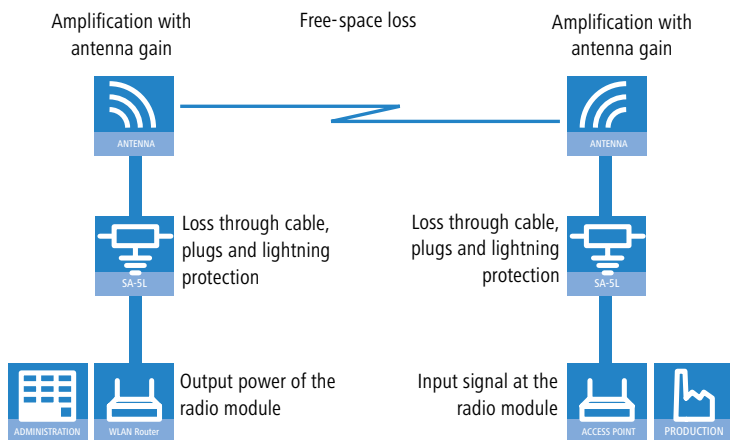 Amplification with
antenna gain
Free-space loss
Amplification with
antenna gain
ANTENNA
ANTENNA
Loss through cable,
plugs and lightning
protection
Loss through cable,
plugs and lightning
protection
SA-5L
SA-5L
Output power of the
radio module
Input signal at the
radio module
ADMINISTRATION
WLAN Router
ACCESS POINT
PRODUCTION